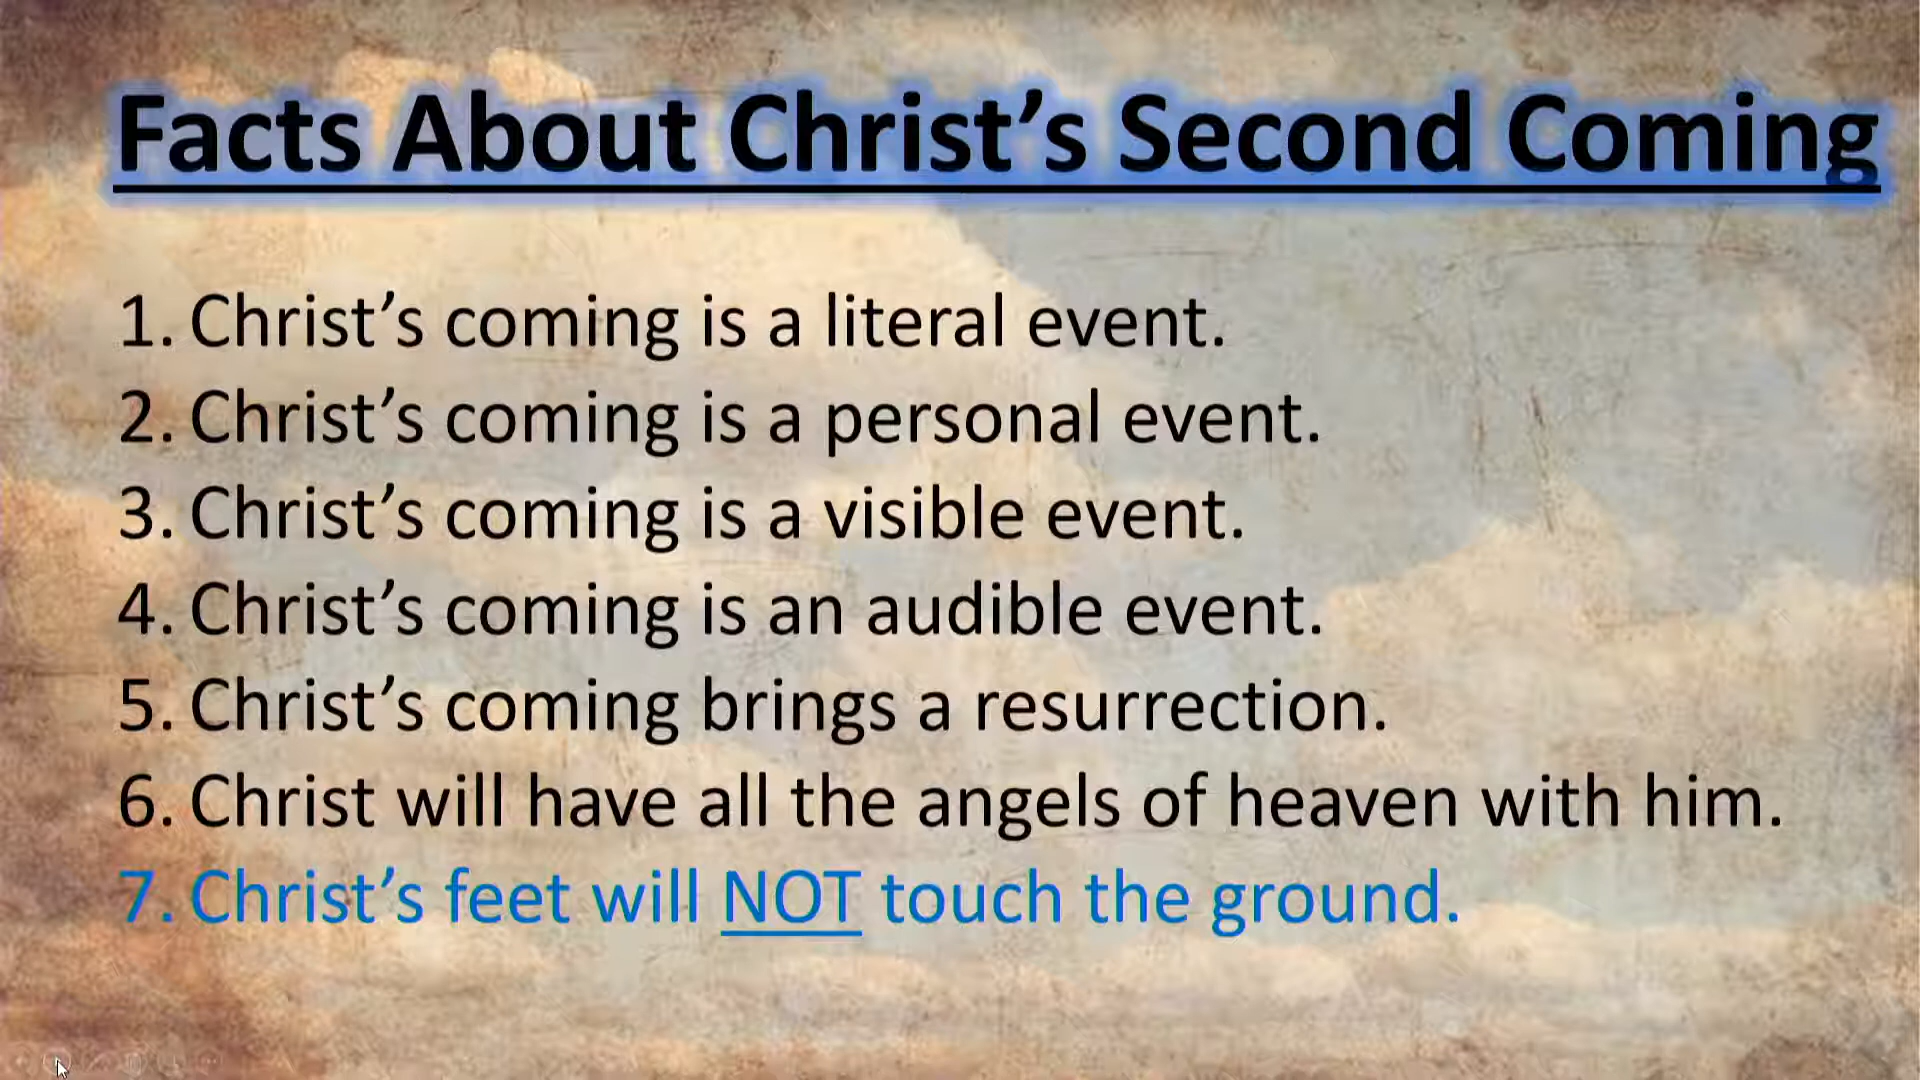 Facts About Christ’s Second Coming
1. Christ’s coming is a literal event.
2. Christ’s coming is a personal event.
3. Christ’s coming is a visible event.
4. Christ’s coming is an audible event.
5. Christ’s coming brings a resurrection.
6. Christ will have all the angels of heaven with him.
7. Christ’s feet will NOT touch the ground.